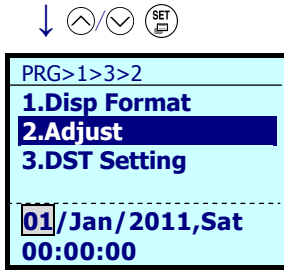 SET
PRG>1>3>2
1.Disp Format
2.Adjust
3.DST Setting
01/Jan/2011,Sat
00:00:00